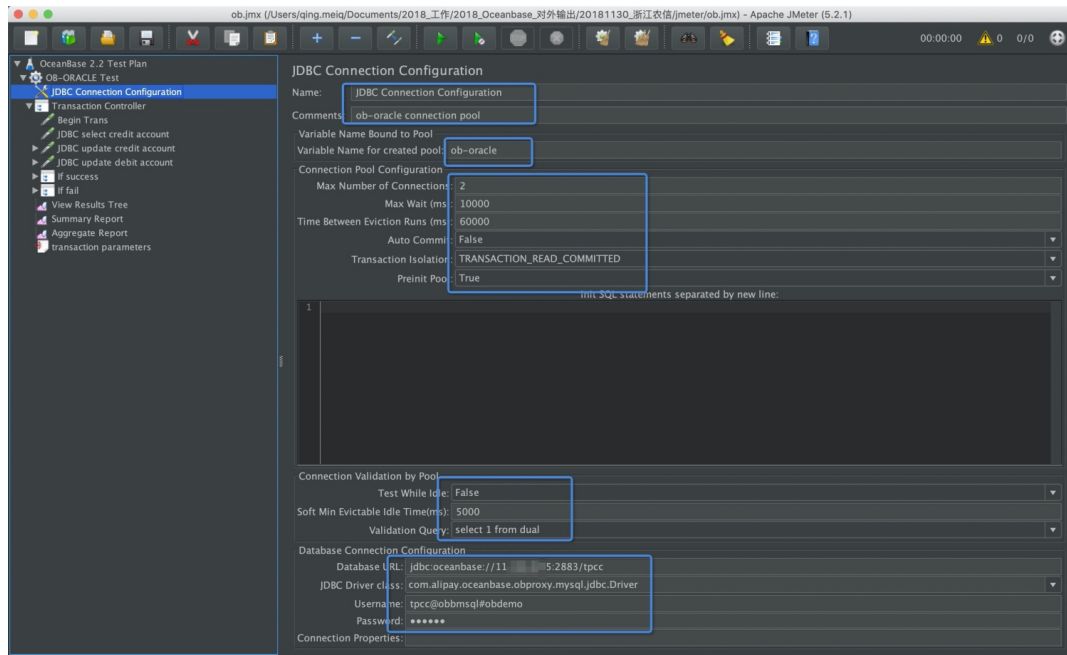 ob.jmx (/Users/qing.meiq/Documents/2018_工作/2018_Oceanbase_对外输出/20181130_浙江农信/jmeter/ob.jmx) - Apache JMeter (5.2.1)
00:00:00 0 0/0
OceanBase 2.2 Test Plan
OB-ORACLE Test
JDBC Connection Configuration
Transaction Controller
Begin Trans
JDBC select credit account
JDBC update credit account
JDBC update debit account
If success
If fail
View Results Tree
Summary Report
Aggregate Report
transaction parameters
JDBC Connection Configuration
Name: JDBC Connection Configuration
Comments: ob-oracle connection pool
Variable Name Bound to Pool
Variable Name for created pool: ob-oracle
Connection Pool Configuration
Max Number of Connections: 2
Max Wait (ms): 10000
Time Between Eviction Runs (ms): 60000
Auto Commit: False
Transaction Isolation: TRANSACTION_READ_COMMITTED
Preinit Pool: True
Init SQL statements separated by new line:
1
Connection Validation by Pool
Test While Idle: False
Soft Min Evictable Idle Time(ms): 5000
Validation Query: select 1 from dual
Database Connection Configuration
Database URL: jdbc:oceanbase://11 5:2883/tpcc
JDBC Driver class: com.alipay.oceanbase.obproxy.mysql.jdbc.Driver
Username: tpcc@obbmsql#obdemo
Password: ••••••
Connection Properties: